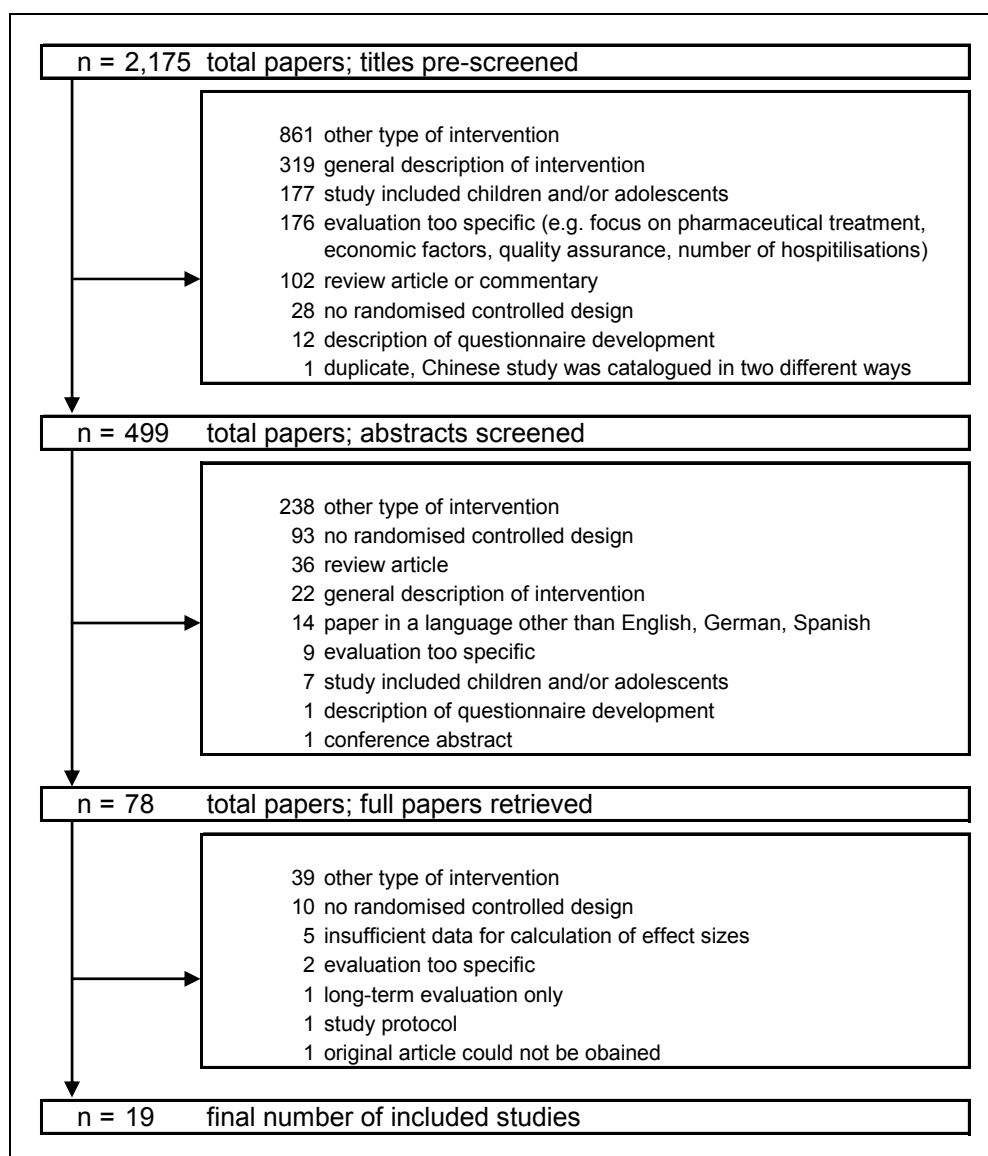 n = 2,175 total papers; titles pre-screened
861 other type of intervention
319 general description of intervention
177 study included children and/or adolescents
176 evaluation too specific (e.g. focus on pharmaceutical treatment,
economic factors, quality assurance, number of hospitilisations)
102 review article or commentary
28 no randomised controlled design
12 description of questionnaire development
1 duplicate, Chinese study was catalogued in two different ways
n = 499 total papers; abstracts screened
238 other type of intervention
93 no randomised controlled design
36 review article
22 general description of intervention
14 paper in a language other than English, German, Spanish
9 evaluation too specific
7 study included children and/or adolescents
1 description of questionnaire development
1 conference abstract
n = 78 total papers; full papers retrieved
39 other type of intervention
10 no randomised controlled design
5 insufficient data for calculation of effect sizes
2 evaluation too specific
1 long-term evaluation only
1 study protocol
1 original article could not be obained
n = 19 final number of included studies